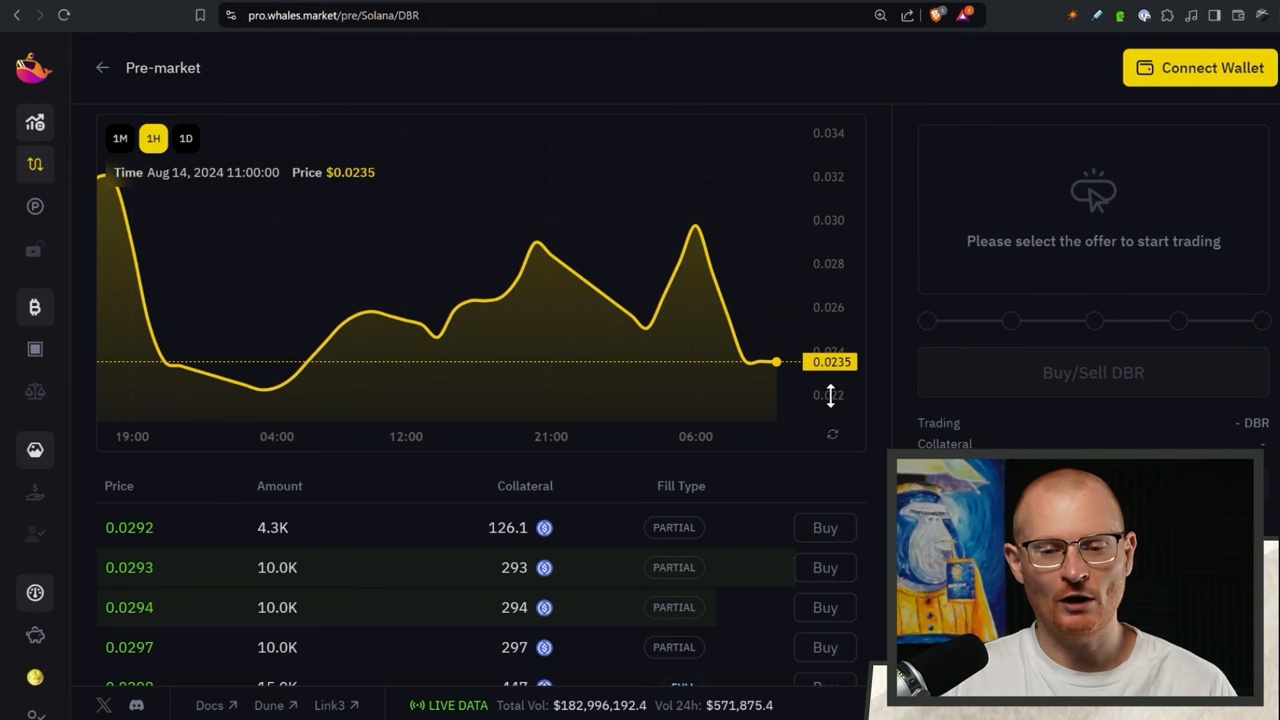 pro.whales.market/pre/Solana/DBR
Pre-market
Connect Wallet
1M 1H 1D
Time Aug 14, 2024 11:00:00 Price $0.0235
0.034
0.032
0.030
0.028
0.026
0.0235
0.022
19:00 04:00 12:00 21:00 06:00
Please select the offer to start trading
Buy/Sell DBR
Trading - DBR
Collateral -
Price Amount Collateral Fill Type
0.0292 4.3K 126.1 PARTIAL Buy
0.0293 10.0K 293 PARTIAL Buy
0.0294 10.0K 294 PARTIAL Buy
0.0297 10.0K 297 PARTIAL Buy
Docs Dune Link3 LIVE DATA Total Vol: $182,996,192.4 Vol 24h: $571,875.4